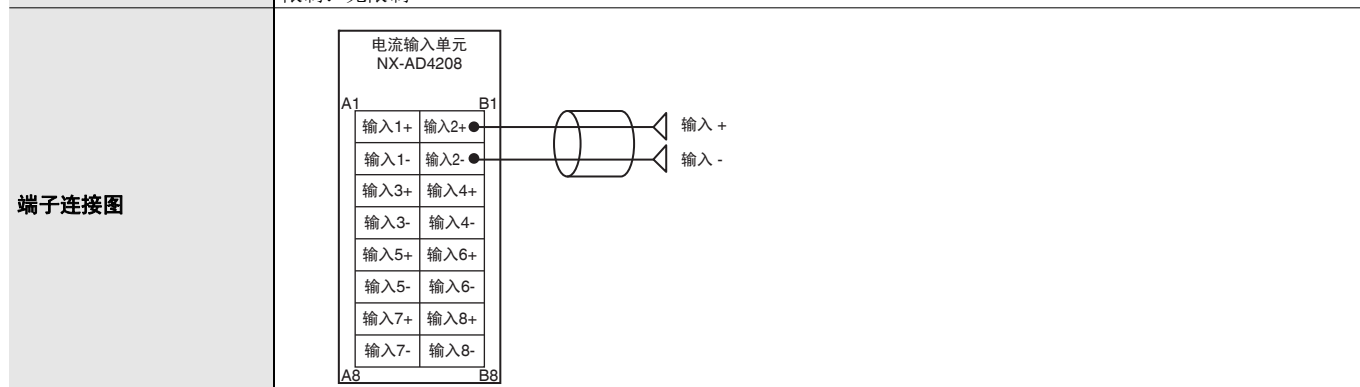 端子连接图
电流输入单元
NX-AD4208
A1 B1
输入1+ 输入2+ 输入 +
输入1- 输入2- 输入 -
输入3+ 输入4+
输入3- 输入4-
输入5+ 输入6+
输入5- 输入6-
输入7+ 输入8+
输入7- 输入8-
A8 B8